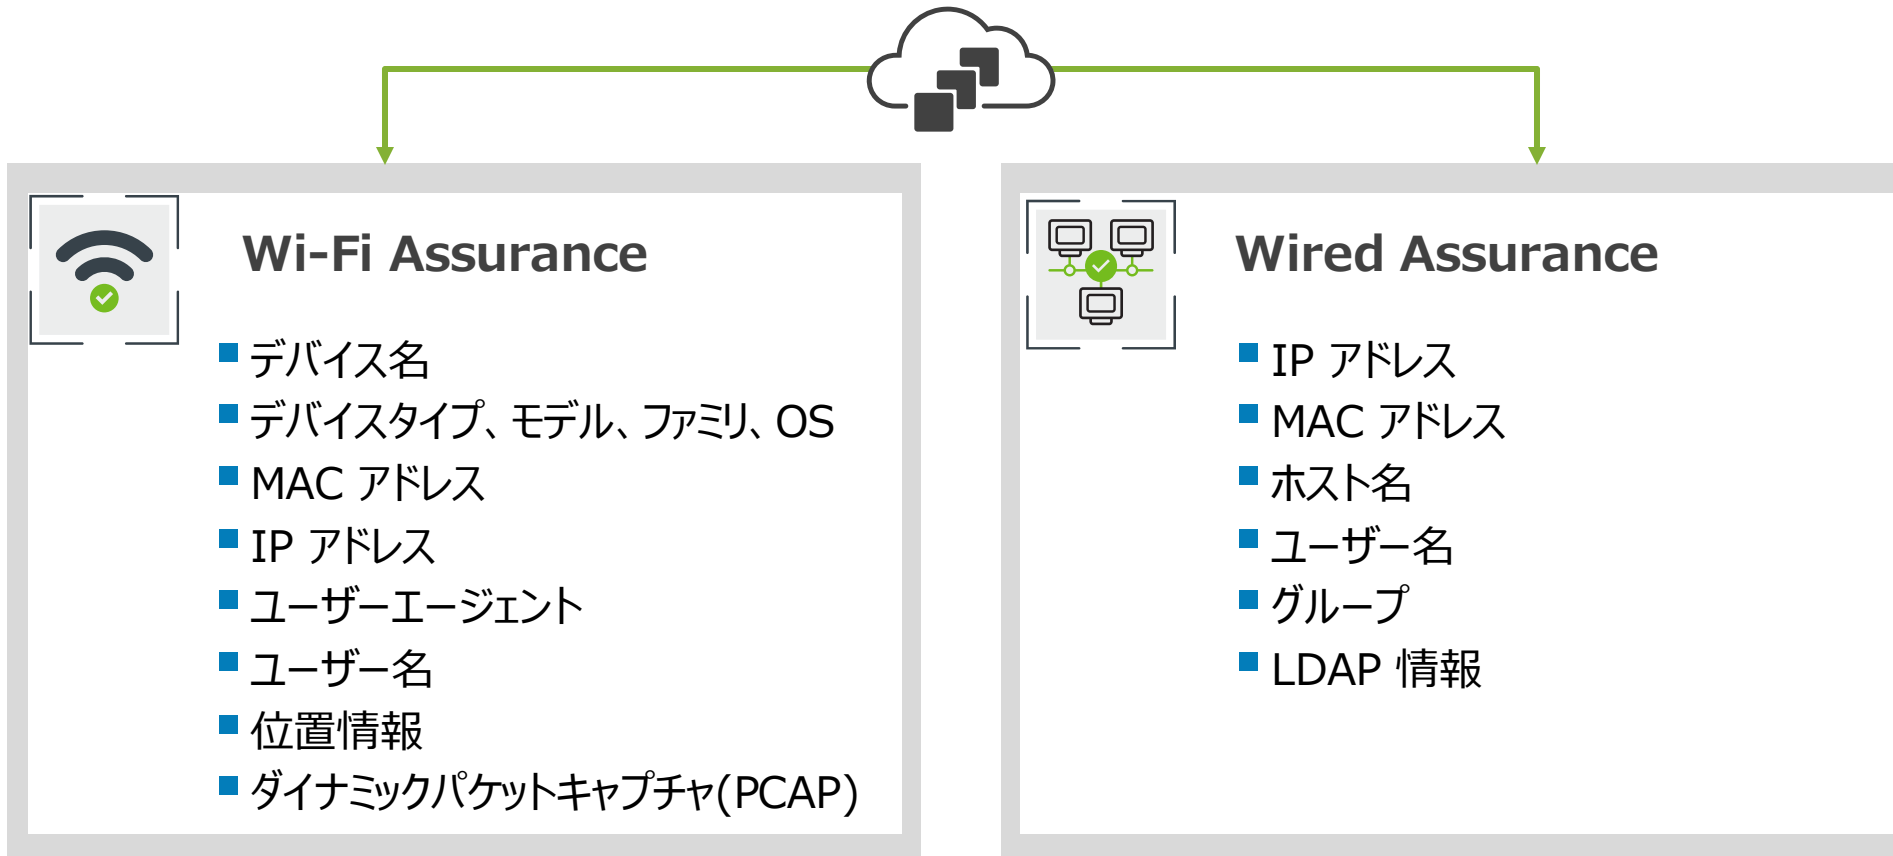 Wi-Fi Assurance
デバイス名
デバイスタイプ、モデル、ファミリ、OS
MAC アドレス
IP アドレス
ユーザーエージェント
ユーザー名
位置情報
ダイナミックパケットキャプチャ(PCAP)
Wired Assurance
IP アドレス
MAC アドレス
ホスト名
ユーザー名
グループ
LDAP 情報